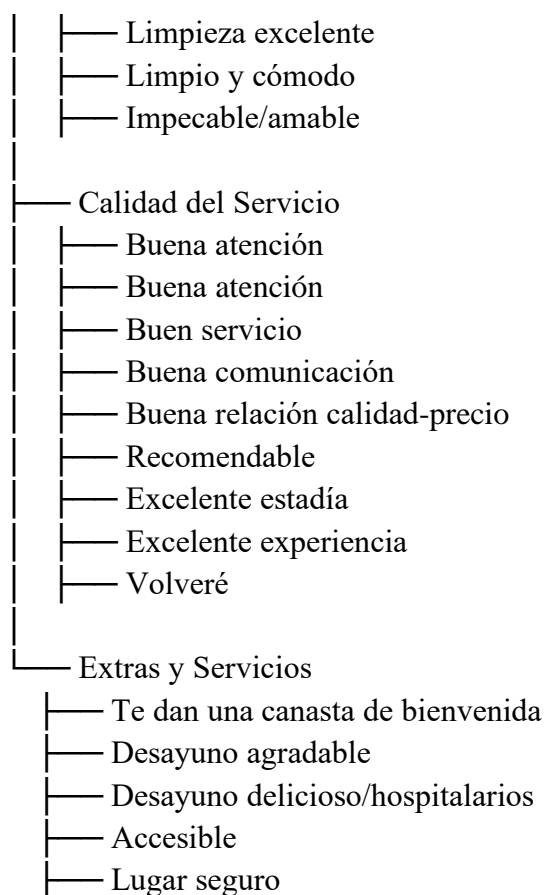 Limpieza excelente
Limpio y cómodo
Impecable/amable
Calidad del Servicio
Buena atención
Buena atención
Buen servicio
Buena comunicación
Buena relación calidad-precio
Recomendable
Excelente estadía
Excelente experiencia
Volveré
Extras y Servicios
Te dan una canasta de bienvenida
Desayuno agradable
Desayuno delicioso/hospitalarios
Accesible
Lugar seguro